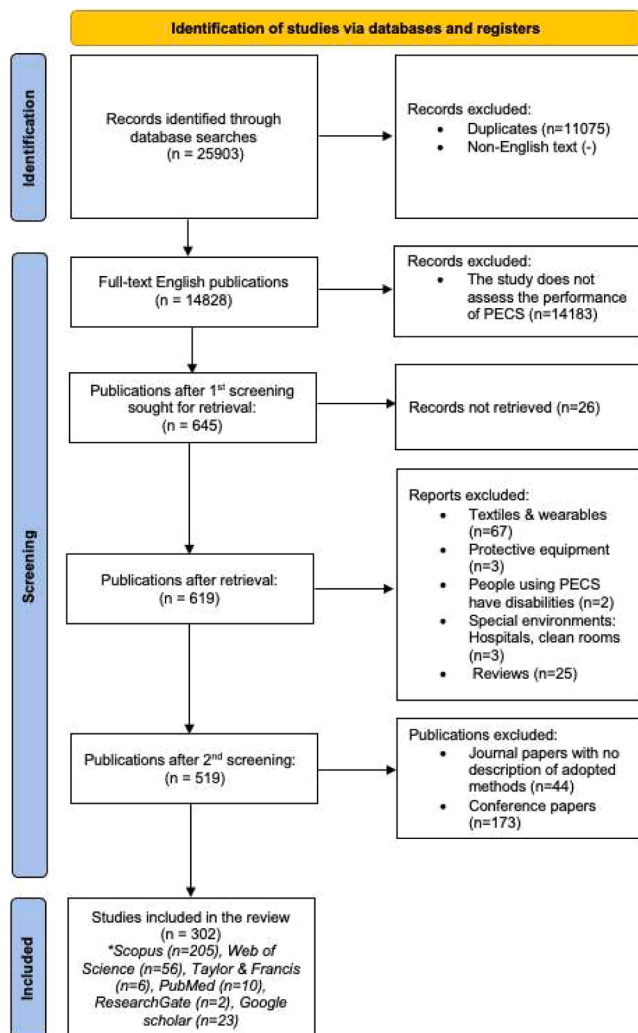 Identification of studies via databases and registers
Identification
Records identified through
database searches
(n = 25903)
Records excluded:
• Duplicates (n=11075)
• Non-English text (-)
Screening
Full-text English publications
(n = 14828)
Records excluded:
• The study does not
assess the performance
of PECS (n=14183)
Publications after 1st screening
sought for retrieval:
(n = 645)
Records not retrieved (n=26)
Publications after retrieval:
(n = 619)
Reports excluded:
• Textiles & wearables
(n=67)
• Protective equipment
(n=3)
• People using PECS
have disabilities (n=2)
• Special environments:
Hospitals, clean rooms
(n=3)
• Reviews (n=25)
Publications after 2nd screening:
(n = 519)
Publications excluded:
• Journal papers with no
description of adopted
methods (n=44)
• Conference papers
(n=173)
Included
Studies included in the review
(n = 302)
*Scopus (n=205), Web of
Science (n=56), Taylor & Francis
(n=6), PubMed (n=10),
ResearchGate (n=2), Google
scholar (n=23)